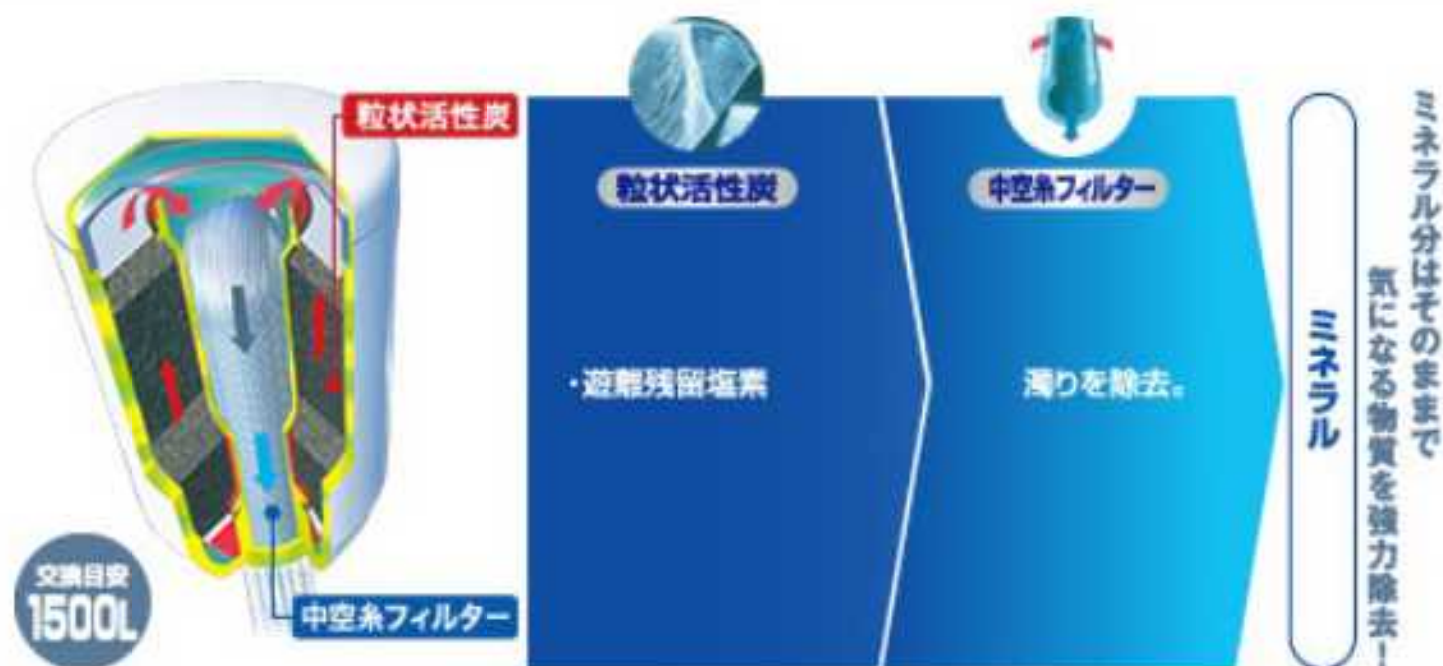 粒状活性炭
交換目安
1500L
中空糸フィルター
粒状活性炭
・遊離残留塩素
中空糸フィルター
濁りを除去。
ミネラル
ミネラル分はそのままで
気になる物質を強力除去！